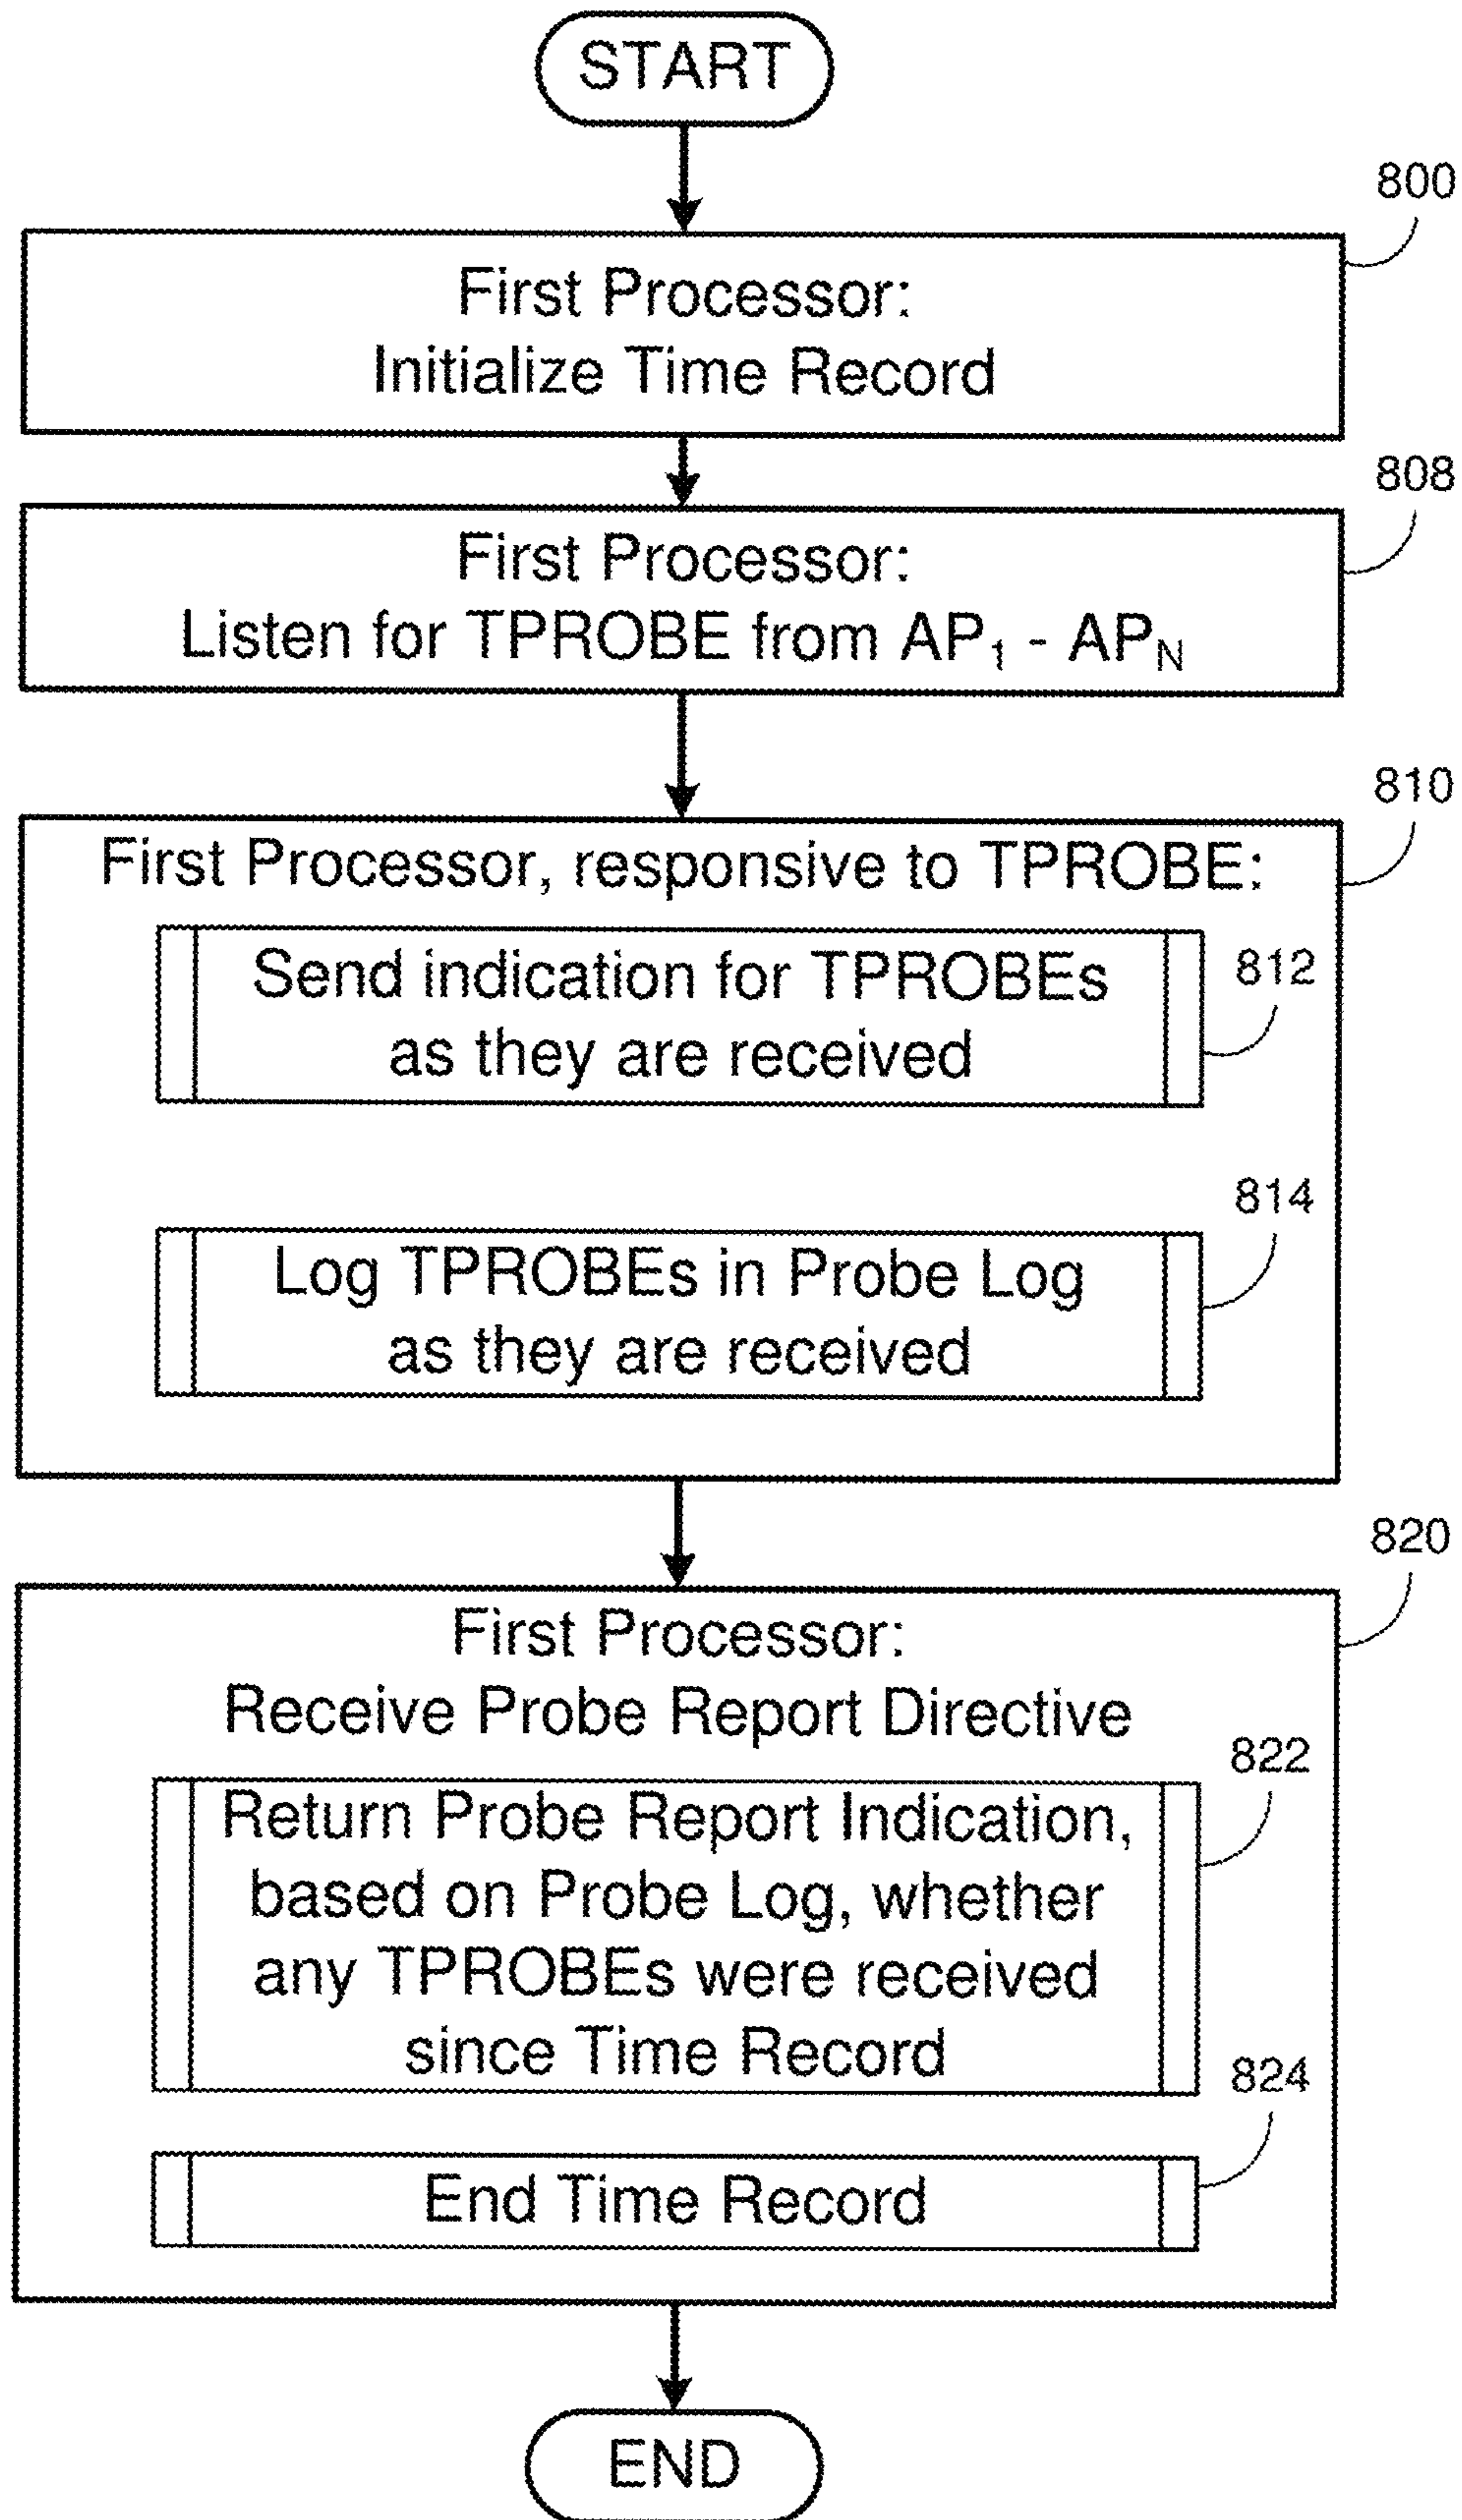 START
800
First Processor:
Initialize Time Record
808
First Processor:
Listen for TPROBE from AP₁ - APN
810
First Processor, responsive to TPROBE:
Send indication for TPROBEs
as they are received
812
814
Log TPROBEs in Probe Log
as they are received
820
First Processor:
Receive Probe Report Directive
822
Return Probe Report Indication,
based on Probe Log, whether
any TPROBEs were received
since Time Record
824
End Time Record
END